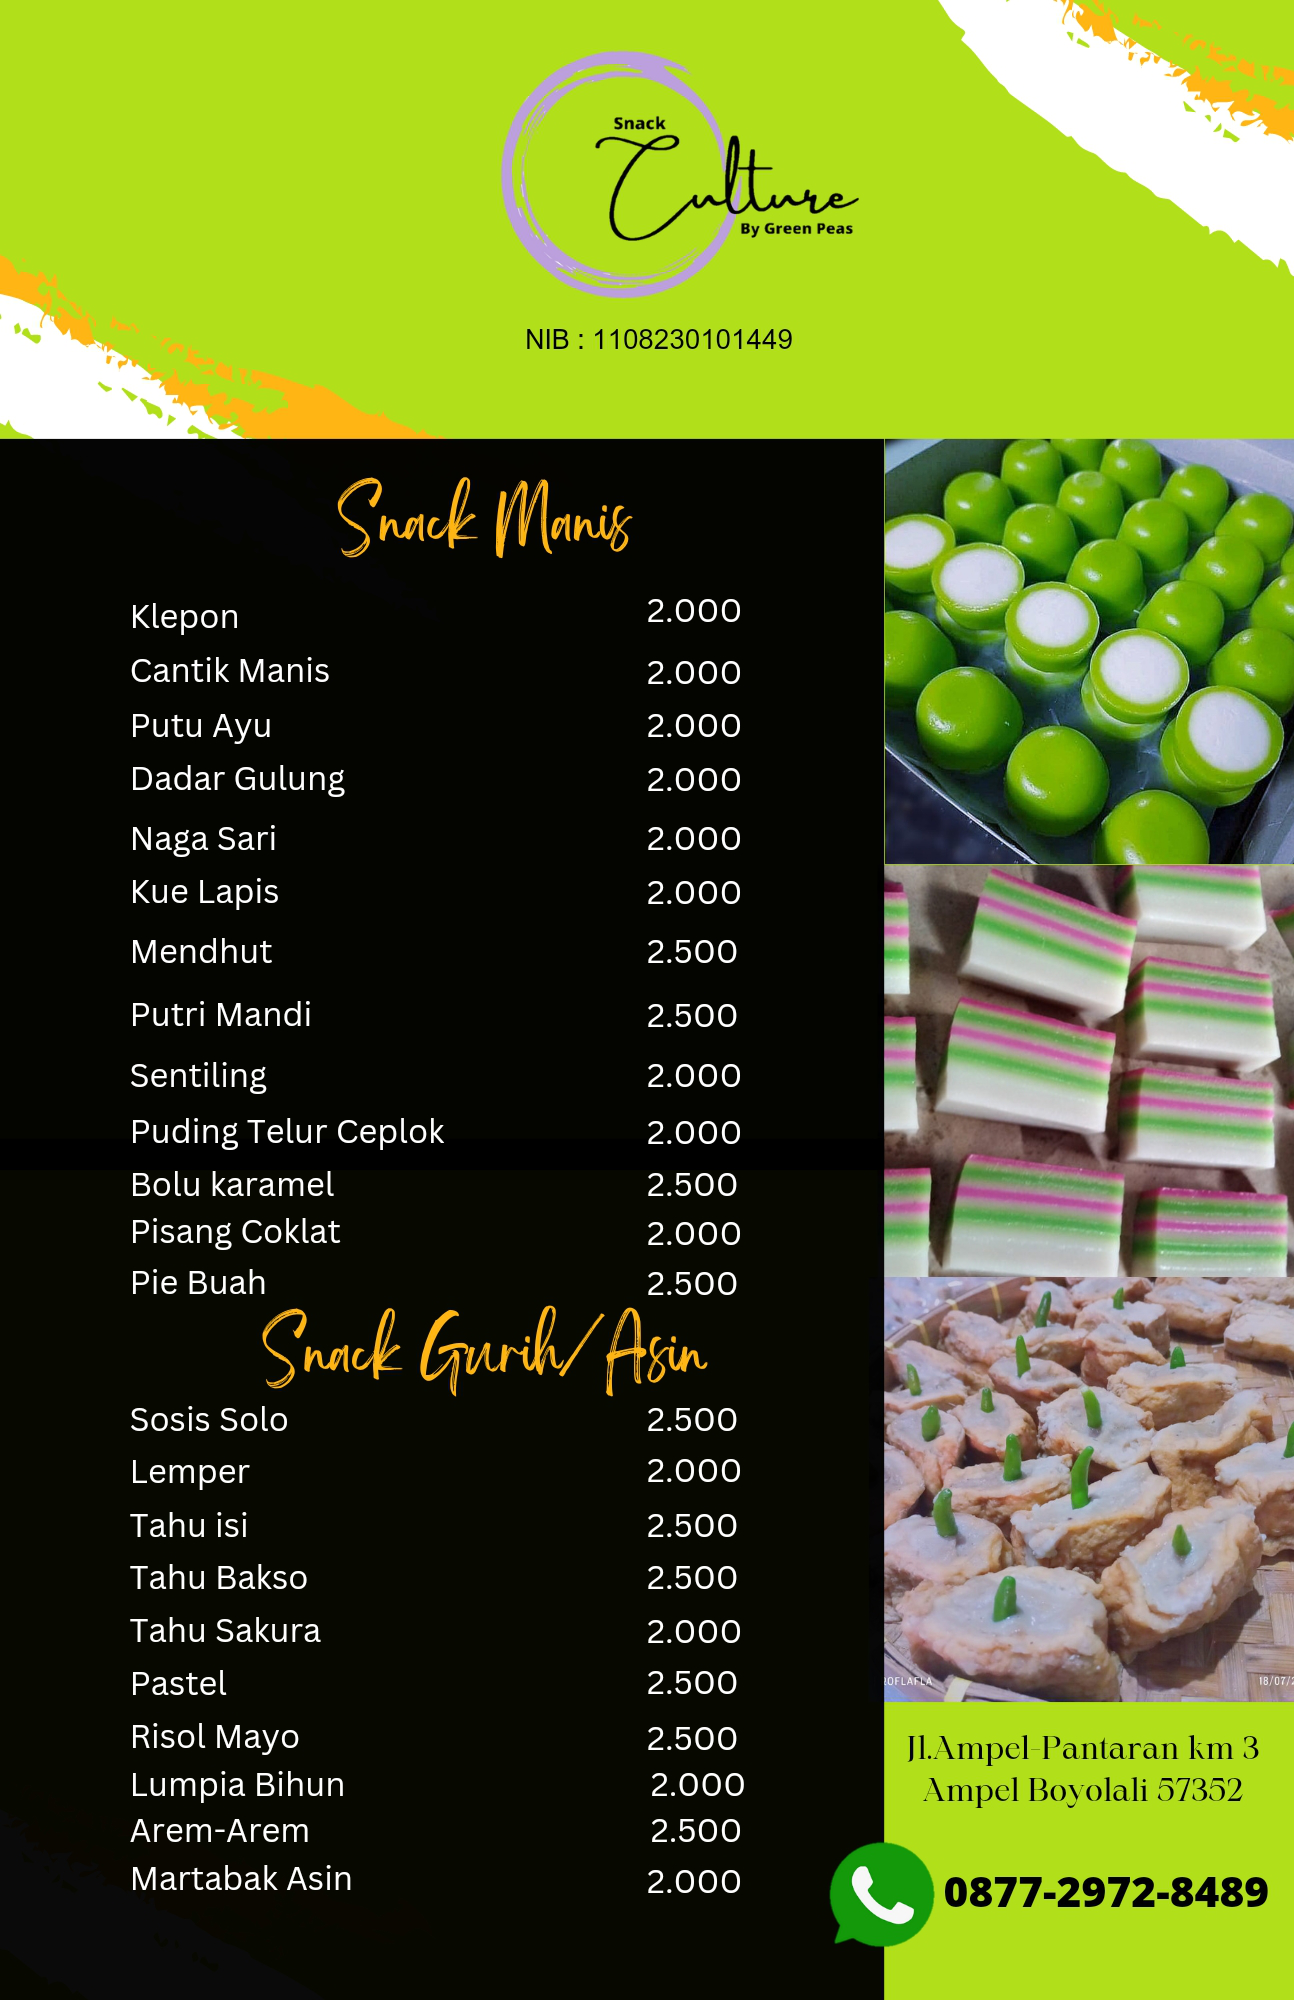 Snack
Culture
By Green Peas
NIB : 1108230101449
Snack Manis
Klepon 2.000
Cantik Manis 2.000
Putu Ayu 2.000
Dadar Gulung 2.000
Naga Sari 2.000
Kue Lapis 2.000
Mendhut 2.500
Putri Mandi 2.500
Sentiling 2.000
Puding Telur Ceplok 2.000
Bolu karamel 2.500
Pisang Coklat 2.000
Pie Buah 2.500
Snack Gurih/Asin
Sosis Solo 2.500
Lemper 2.000
Tahu isi 2.500
Tahu Bakso 2.500
Tahu Sakura 2.000
Pastel 2.500
Risol Mayo 2.500
Lumpia Bihun 2.000
Arem-Arem 2.500
Martabak Asin 2.000
OFLAFLA
18/07/
Jl.Ampel-Pantaran km 3
Ampel Boyolali 57352
0877-2972-8489